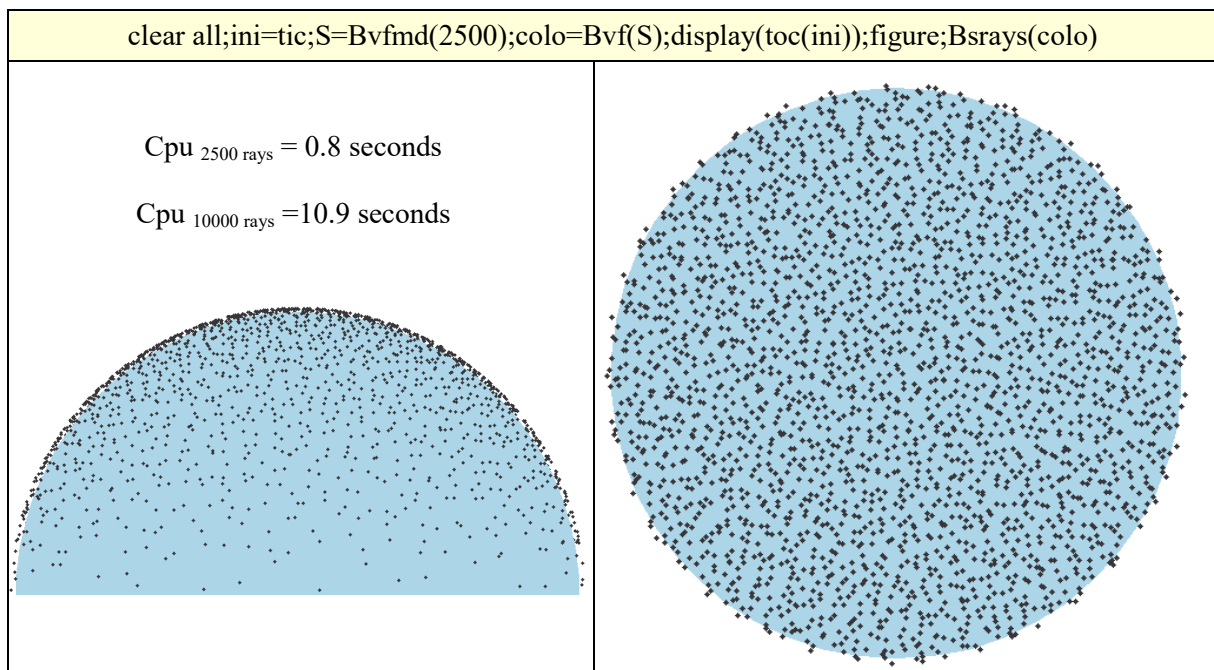 clear all;ini=tic;S=Bvfmd(2500);colo=Bvf(S);display(toc(ini));figure;Bsrays(colo)
Cpu 2500 rays = 0.8 seconds
Cpu 10000 rays =10.9 seconds